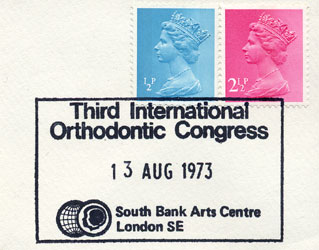 ½P 2½P
Third International
Orthodontic Congress
13 AUG 1973
South Bank Arts Centre
London SE